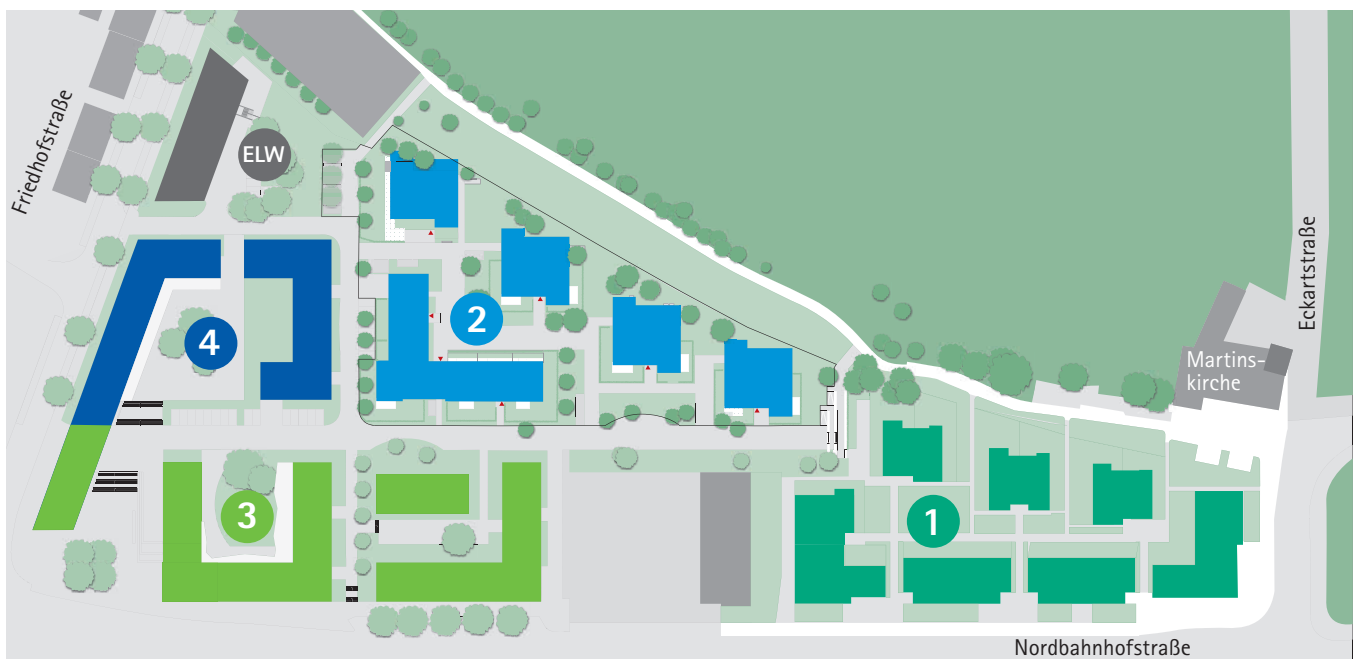 Friedhofstraße
ELW
4
2
3
1
Eckartstraße
Martins-
kirche
Nordbahnhofstraße